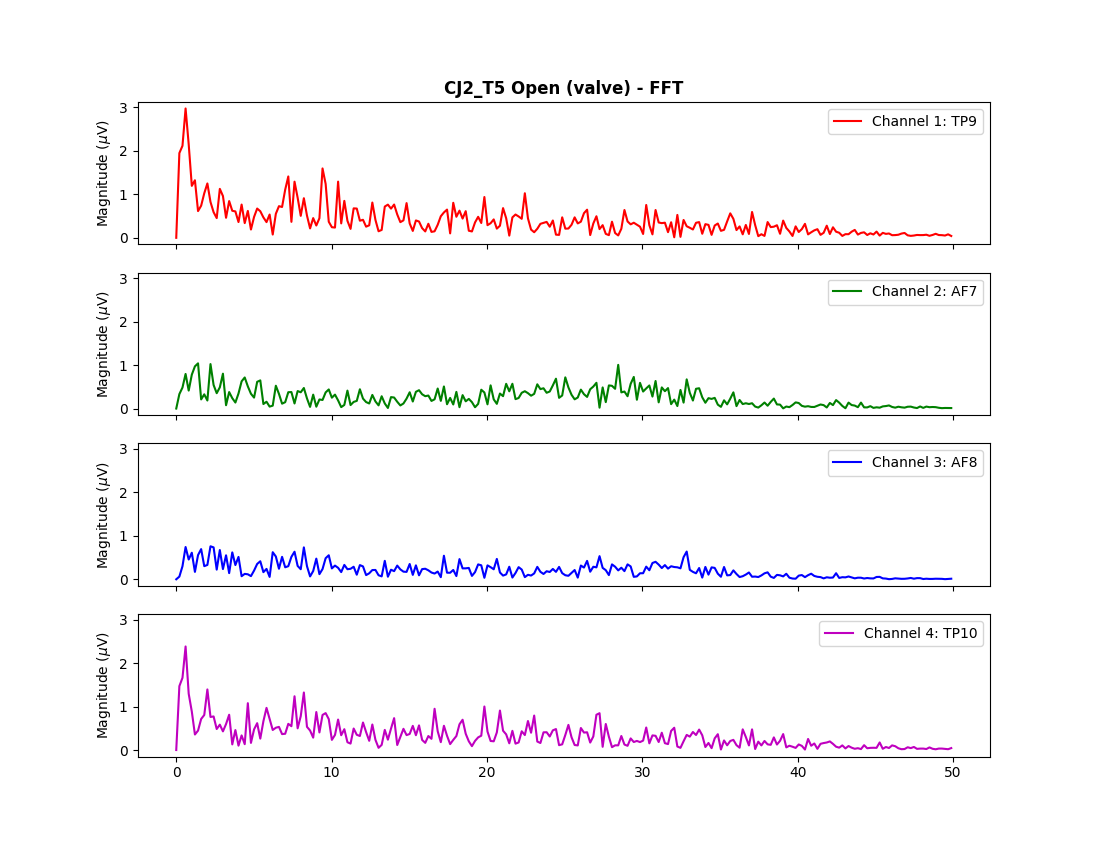 CJ2_T5 Open (valve) - FFT
3
2
1
0
Magnitude (μV)
Channel 1: TP9
3
2
1
0
Magnitude (μV)
Channel 2: AF7
3
2
1
0
Magnitude (μV)
Channel 3: AF8
3
2
1
0
Magnitude (μV)
Channel 4: TP10
0 10 20 30 40 50